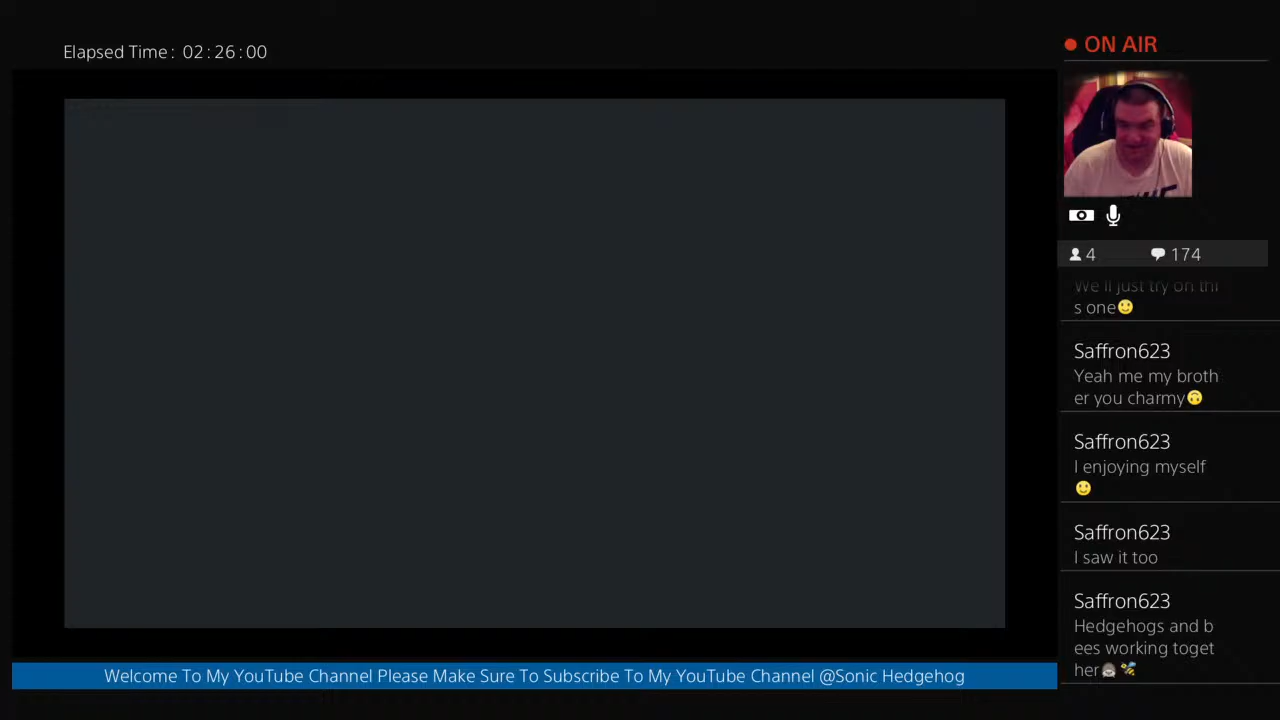 Elapsed Time: 02:26:00
ON AIR
4 174
We'll just try on thi
s one🙂
Saffron623
Yeah me my broth
er you charmy🙃
Saffron623
I enjoying myself
🙂
Saffron623
I saw it too
Saffron623
Hedgehogs and b
ees working toget
her🦔🐝
Welcome To My YouTube Channel Please Make Sure To Subscribe To My YouTube Channel @Sonic Hedgehog